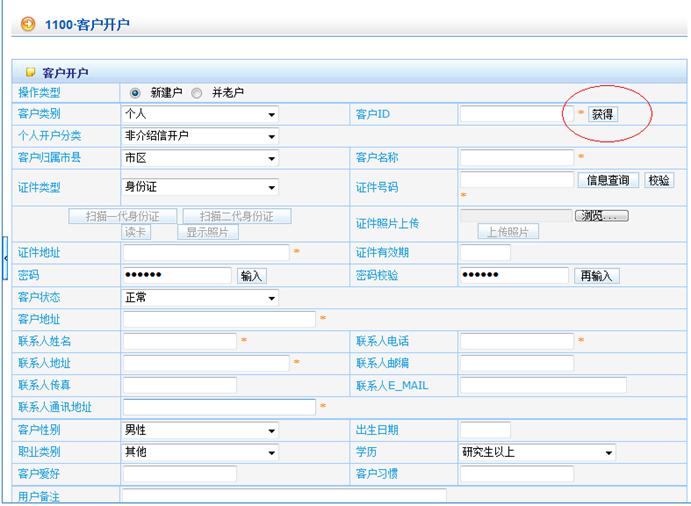 1100·客户开户
客户开户
操作类型 新建户 并老户
客户类别 个人 客户ID * 获得
个人开户分类 非介绍信开户
客户归属市县 市区 客户名称 *
证件类型 身份证 证件号码 信息查询 校验
*
扫描一代身份证 扫描二代身份证 证件照片上传 浏览...
读卡 显示照片 上传照片
证件地址 * 证件有效期
密码 ●●●●●● 输入 密码校验 ●●●●●● 再输入
客户状态 正常
客户地址 *
联系人姓名 * 联系人电话 *
联系人地址 * 联系人邮编
联系人传真 联系人E_MAIL
联系人通讯地址 *
客户性别 男性 出生日期
职业类别 其他 学历 研究生以上
客户爱好 客户习惯
用户备注